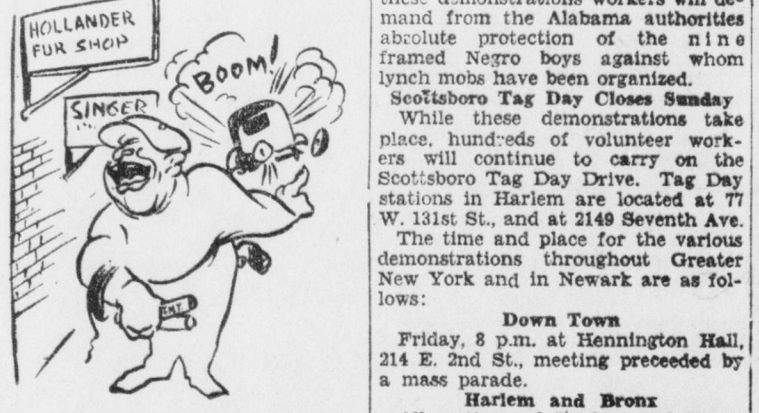 HOLLANDER
FUR SHOP
SINGER
BOOM!
these demonstrations workers will de-
mand from the Alabama authorities
absolute protection of the nine
framed Negro boys against whom
lynch mobs have been organized.
Scottsboro Tag Day Closes Sunday
While these demonstrations take
place, hundreds of volunteer work-
ers will continue to carry on the
Scottsboro Tag Day Drive. Tag Day
stations in Harlem are located at 77
W. 131st St., and at 2149 Seventh Ave.
The time and place for the various
demonstrations throughout Greater
New York and in Newark are as fol-
lows:
Down Town
Friday, 8 p.m. at Hennington Hall,
214 E. 2nd St., meeting preceeded by
a mass parade.
Harlem and Bronx